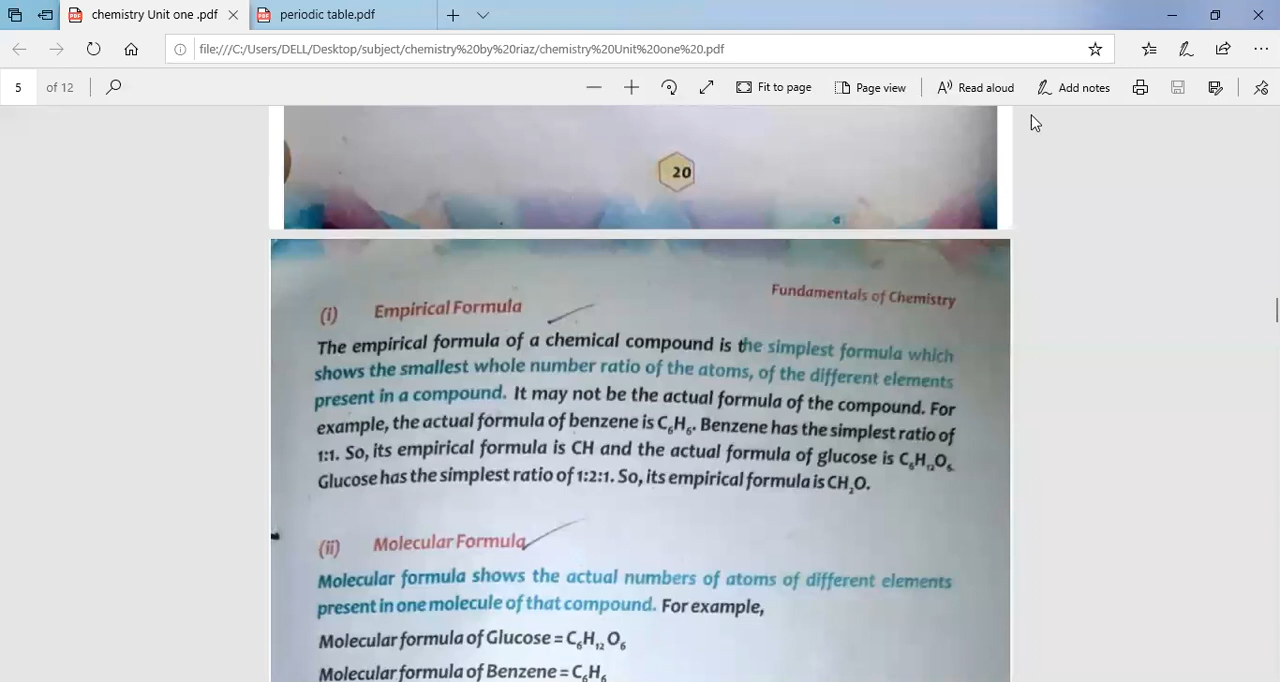 chemistry Unit one .pdf
periodic table.pdf
file:///C:/Users/DELL/Desktop/subject/chemistry%20by%20riaz/chemistry%20Unit%20one%20.pdf
5 of 12 Fit to page Page view Read aloud Add notes
20
Fundamentals of Chemistry
(i) Empirical Formula
The empirical formula of a chemical compound is the simplest formula which
shows the smallest whole number ratio of the atoms, of the different elements
present in a compound. It may not be the actual formula of the compound. For
example, the actual formula of benzene is C₆H₆. Benzene has the simplest ratio of
1:1. So, its empirical formula is CH and the actual formula of glucose is C₆H₁₂O₆.
Glucose has the simplest ratio of 1:2:1. So, its empirical formula is CH₂O.
(ii) Molecular Formula
Molecular formula shows the actual numbers of atoms of different elements
present in one molecule of that compound. For example,
Molecular formula of Glucose = C₆H₁₂O₆
Molecular formula of Benzene = C₆H₆